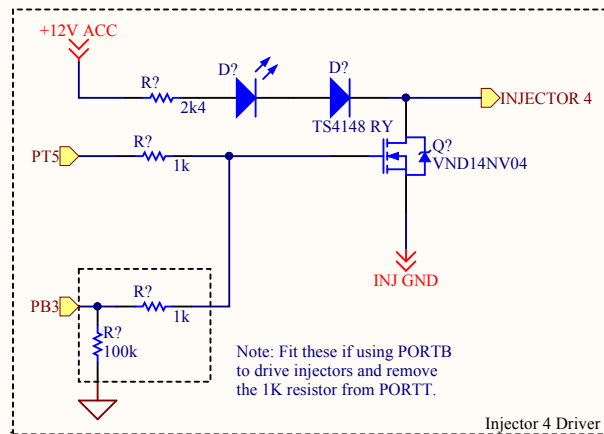 +12V ACC
D?
D?
R?
2k4
TS4148 RY
INJECTOR 4
PT5
R?
1k
Q?
VND14NV04
INJ GND
PB3
R?
1k
R?
100k
Note: Fit these if using PORTB
to drive injectors and remove
the 1K resistor from PORTT.
Injector 4 Driver